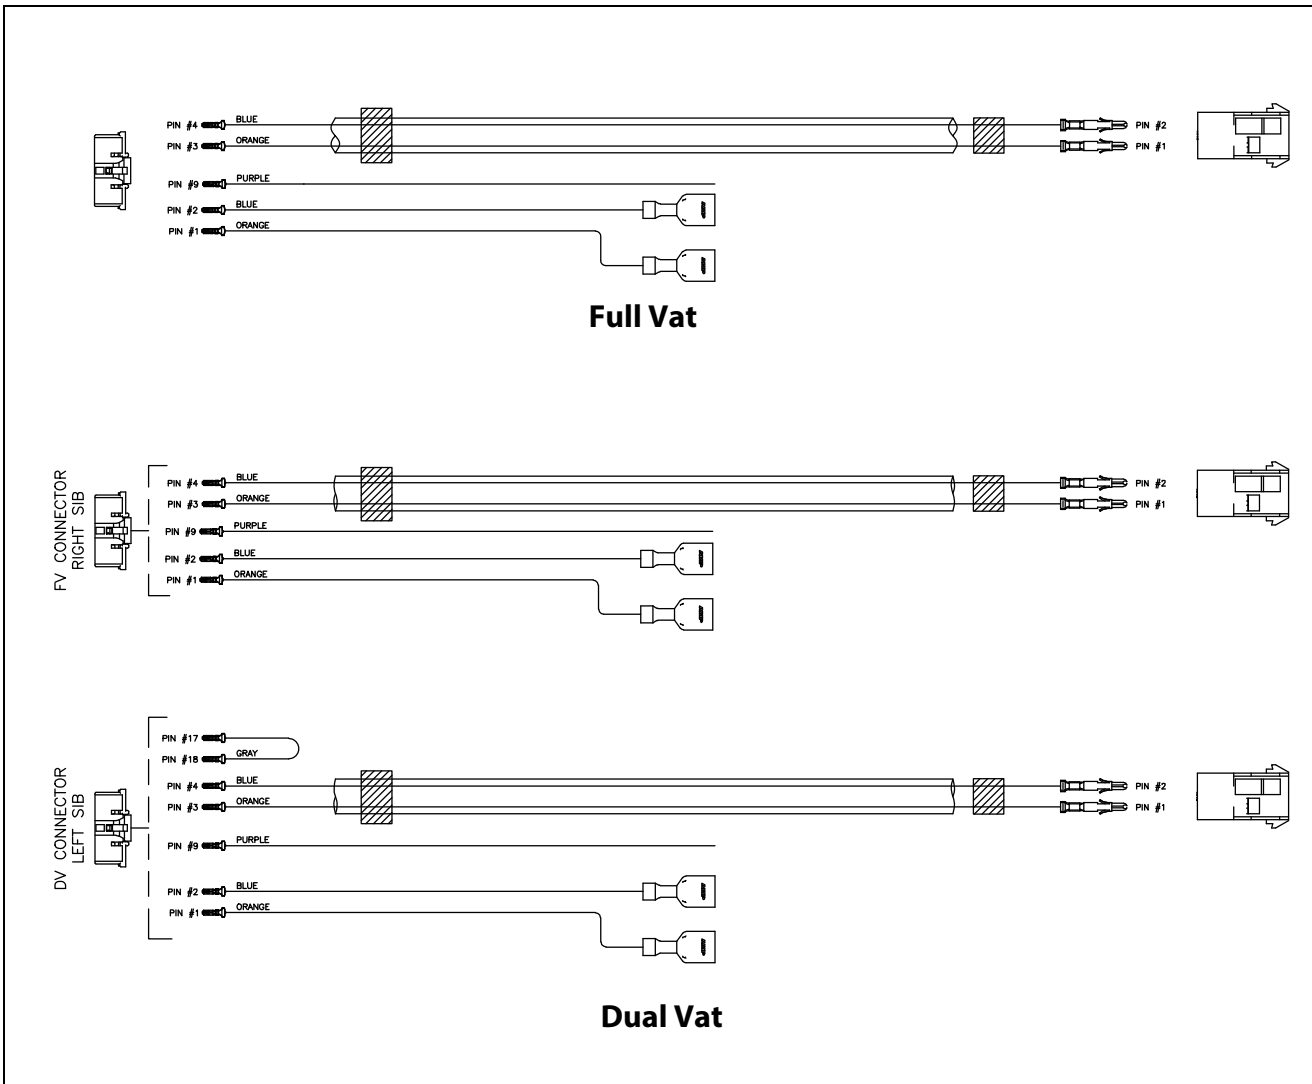 PIN #4 BLUE PIN #2
PIN #3 ORANGE PIN #1
PIN #9 PURPLE
PIN #2 BLUE
PIN #1 ORANGE
Full Vat
FV CONNECTOR
RIGHT SIB
PIN #4 BLUE PIN #2
PIN #3 ORANGE PIN #1
PIN #9 PURPLE
PIN #2 BLUE
PIN #1 ORANGE
DV CONNECTOR
LEFT SIB
PIN #17
PIN #18 GRAY
PIN #4 BLUE PIN #2
PIN #3 ORANGE PIN #1
PIN #9 PURPLE
PIN #2 BLUE
PIN #1 ORANGE
Dual Vat